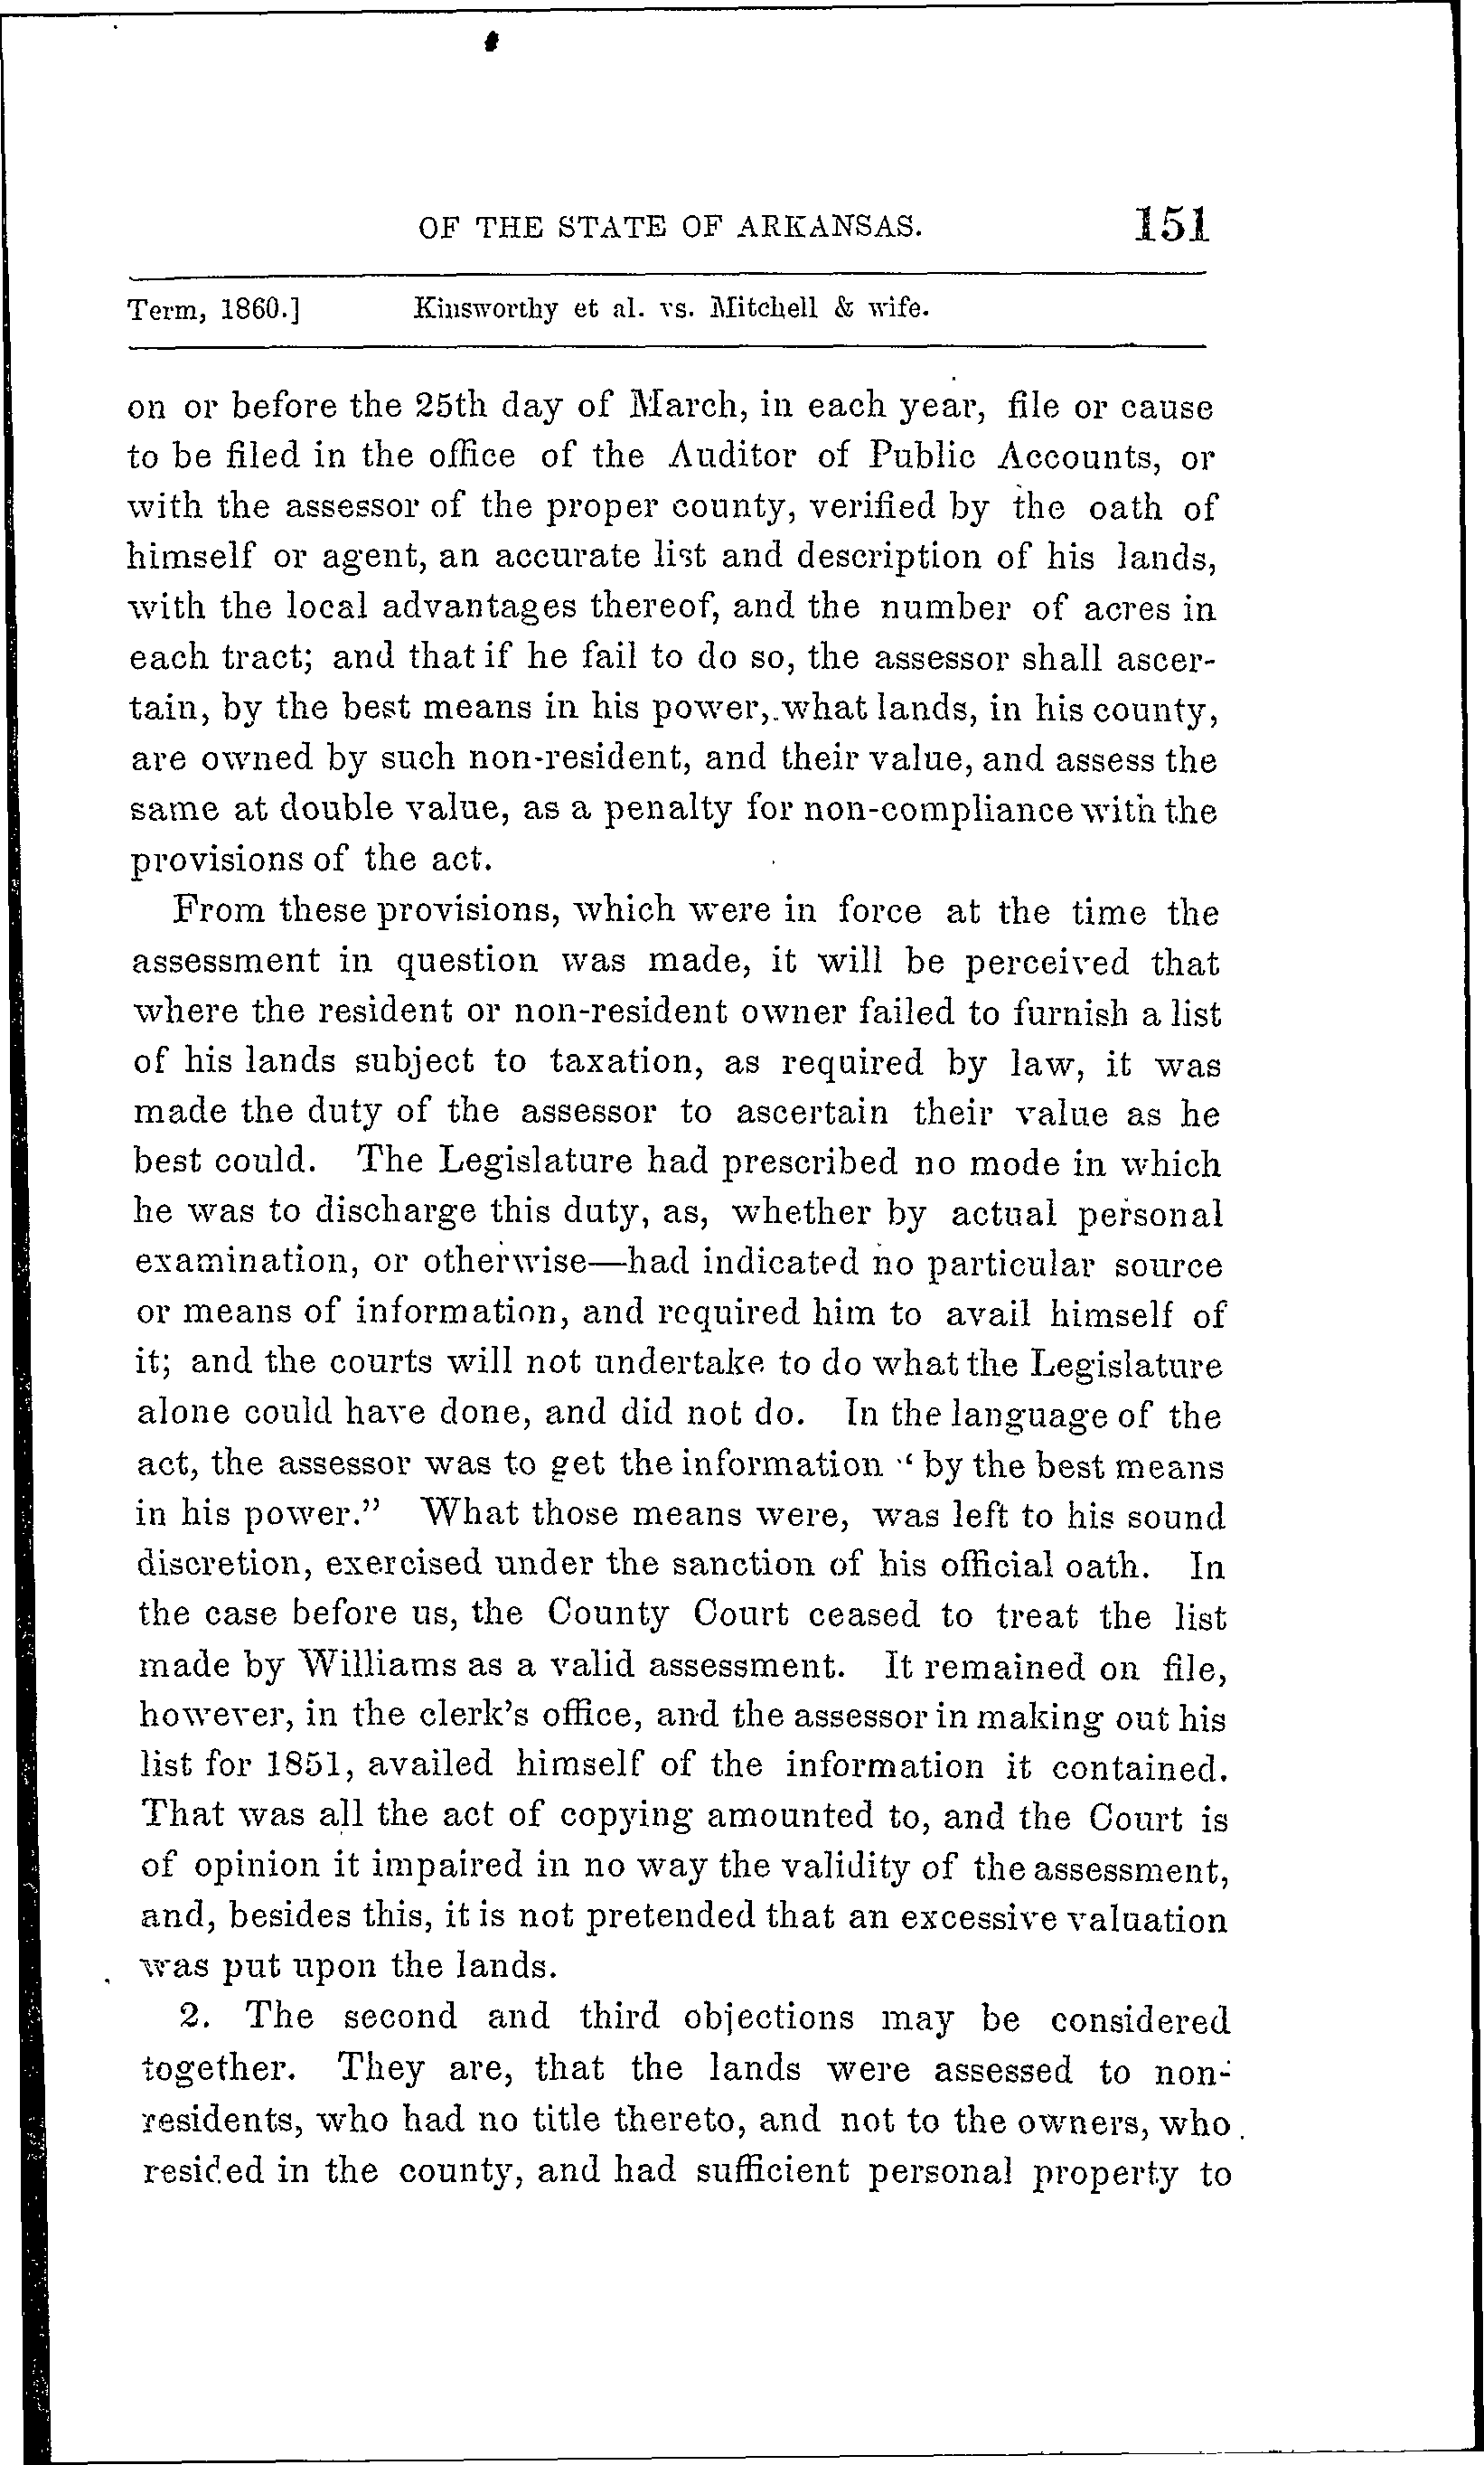 OF THE STATE OF ARKANSAS. 151
Term, 1860.] Kinsworthy et al. vs. Mitchell & wife.
on or before the 25th day of March, in each year, file or cause
to be filed in the office of the Auditor of Public Accounts, or
with the assessor of the proper county, verified by the oath of
himself or agent, an accurate list and description of his lands,
with the local advantages thereof, and the number of acres in
each tract; and that if he fail to do so, the assessor shall ascer-
tain, by the best means in his power, what lands, in his county,
are owned by such non-resident, and their value, and assess the
same at double value, as a penalty for non-compliance with the
provisions of the act.
From these provisions, which were in force at the time the
assessment in question was made, it will be perceived that
where the resident or non-resident owner failed to furnish a list
of his lands subject to taxation, as required by law, it was
made the duty of the assessor to ascertain their value as he
best could. The Legislature had prescribed no mode in which
he was to discharge this duty, as, whether by actual personal
examination, or otherwise—had indicated no particular source
or means of information, and required him to avail himself of
it; and the courts will not undertake to do what the Legislature
alone could have done, and did not do. In the language of the
act, the assessor was to get the information "by the best means
in his power." What those means were, was left to his sound
discretion, exercised under the sanction of his official oath. In
the case before us, the County Court ceased to treat the list
made by Williams as a valid assessment. It remained on file,
however, in the clerk's office, and the assessor in making out his
list for 1851, availed himself of the information it contained.
That was all the act of copying amounted to, and the Court is
of opinion it impaired in no way the validity of the assessment,
and, besides this, it is not pretended that an excessive valuation
was put upon the lands.
2. The second and third objections may be considered
together. They are, that the lands were assessed to non-
residents, who had no title thereto, and not to the owners, who
resided in the county, and had sufficient personal property to